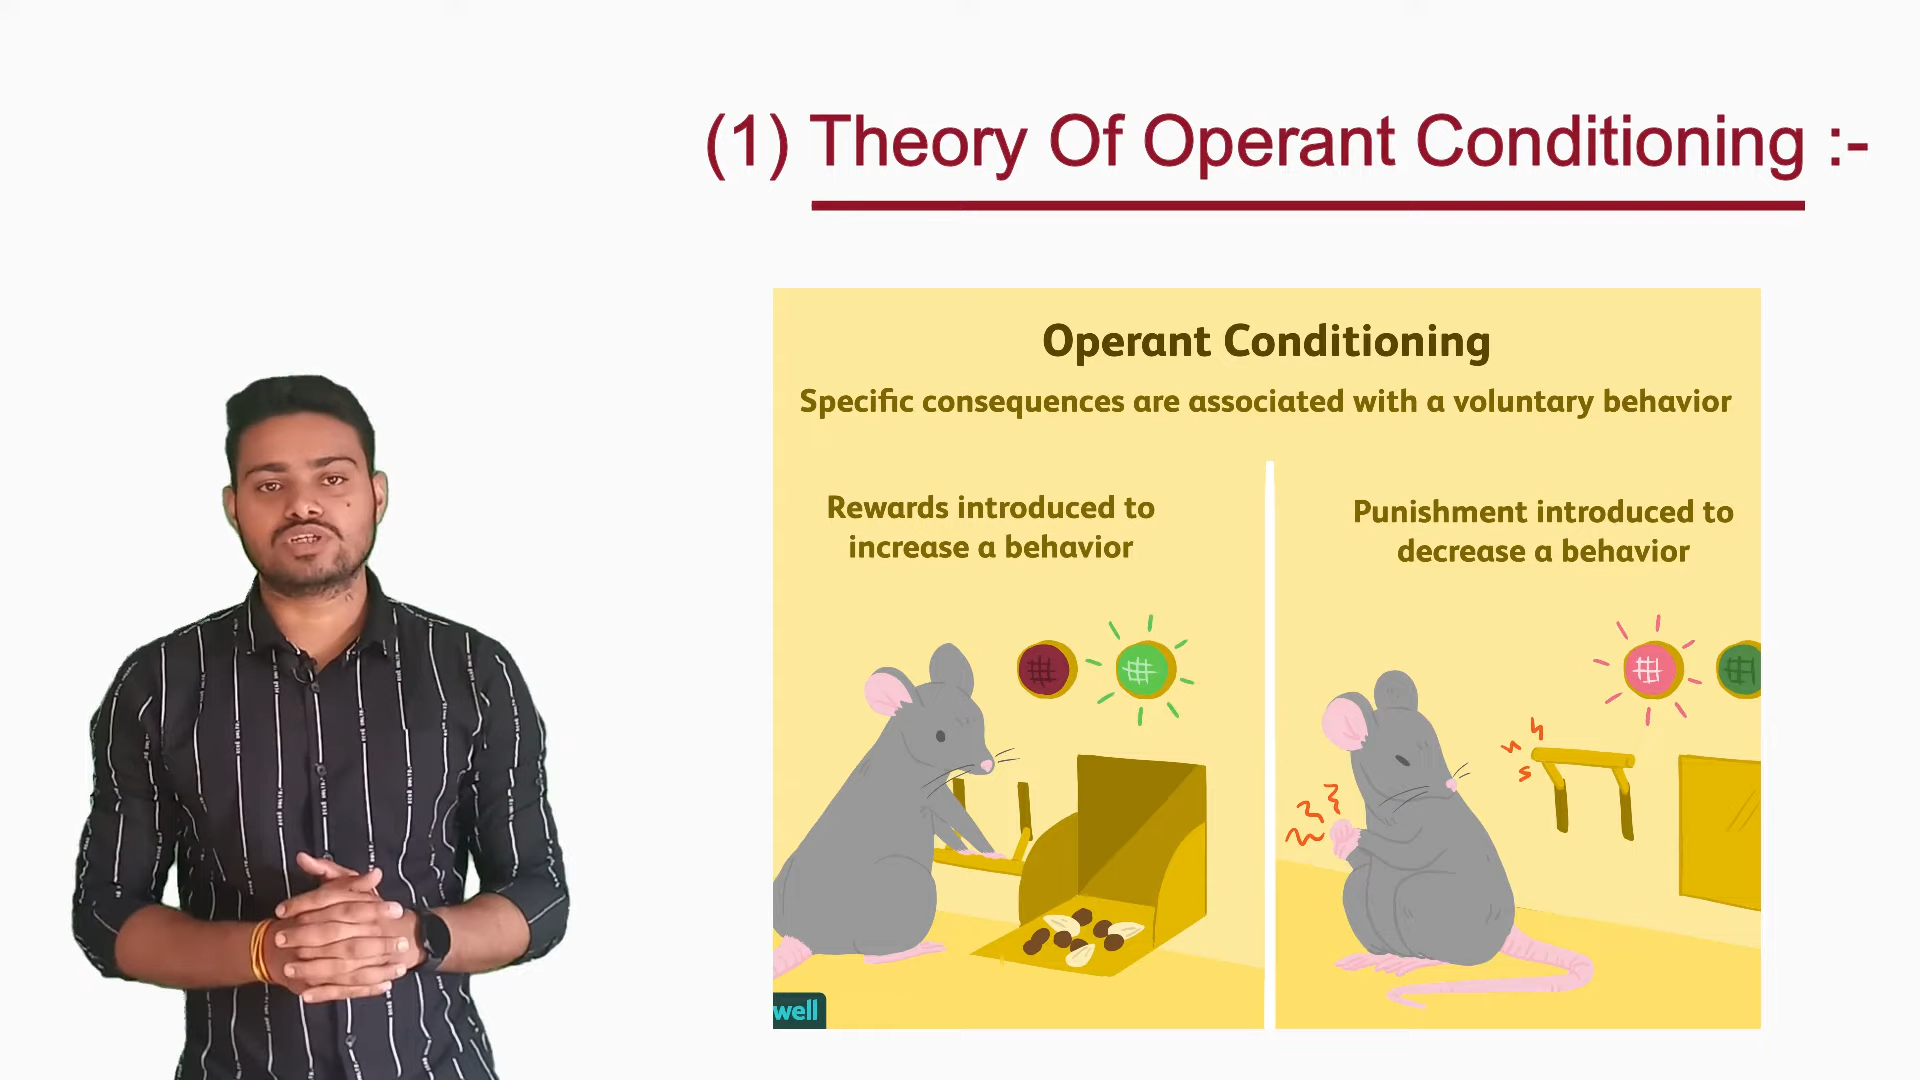 (1) Theory Of Operant Conditioning :-
Operant Conditioning
Specific consequences are associated with a voluntary behavior
Rewards introduced to
increase a behavior
Punishment introduced to
decrease a behavior
well